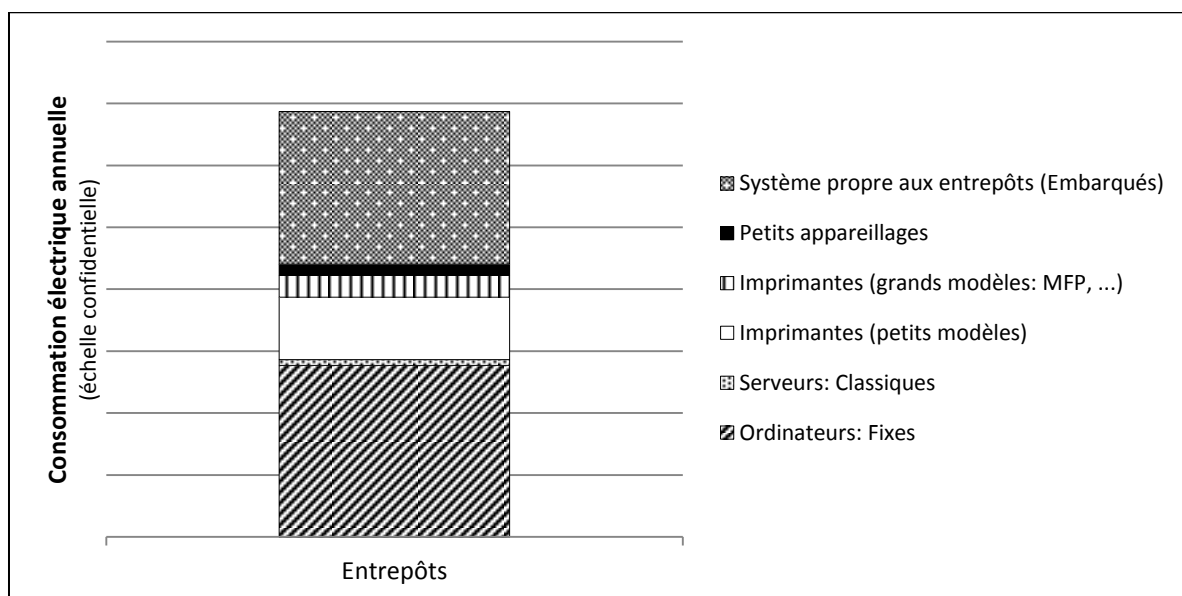 Consommation électrique annuelle
(échelle confidentielle)
Entrepôts
Système propre aux entrepôts (Embarqués)
Petits appareillages
Imprimantes (grands modèles: MFP, ...)
Imprimantes (petits modèles)
Serveurs: Classiques
Ordinateurs: Fixes